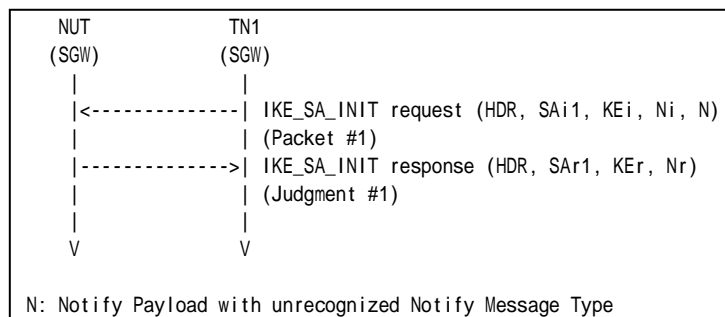 NUT TN1
(SGW) (SGW)
| |
|<--------------| IKE_SA_INIT request (HDR, SAi1, KEi, Ni, N)
| | (Packet #1)
|-------------->| IKE_SA_INIT response (HDR, SAr1, KEr, Nr)
| | (Judgment #1)
| |
V V
N: Notify Payload with unrecognized Notify Message Type